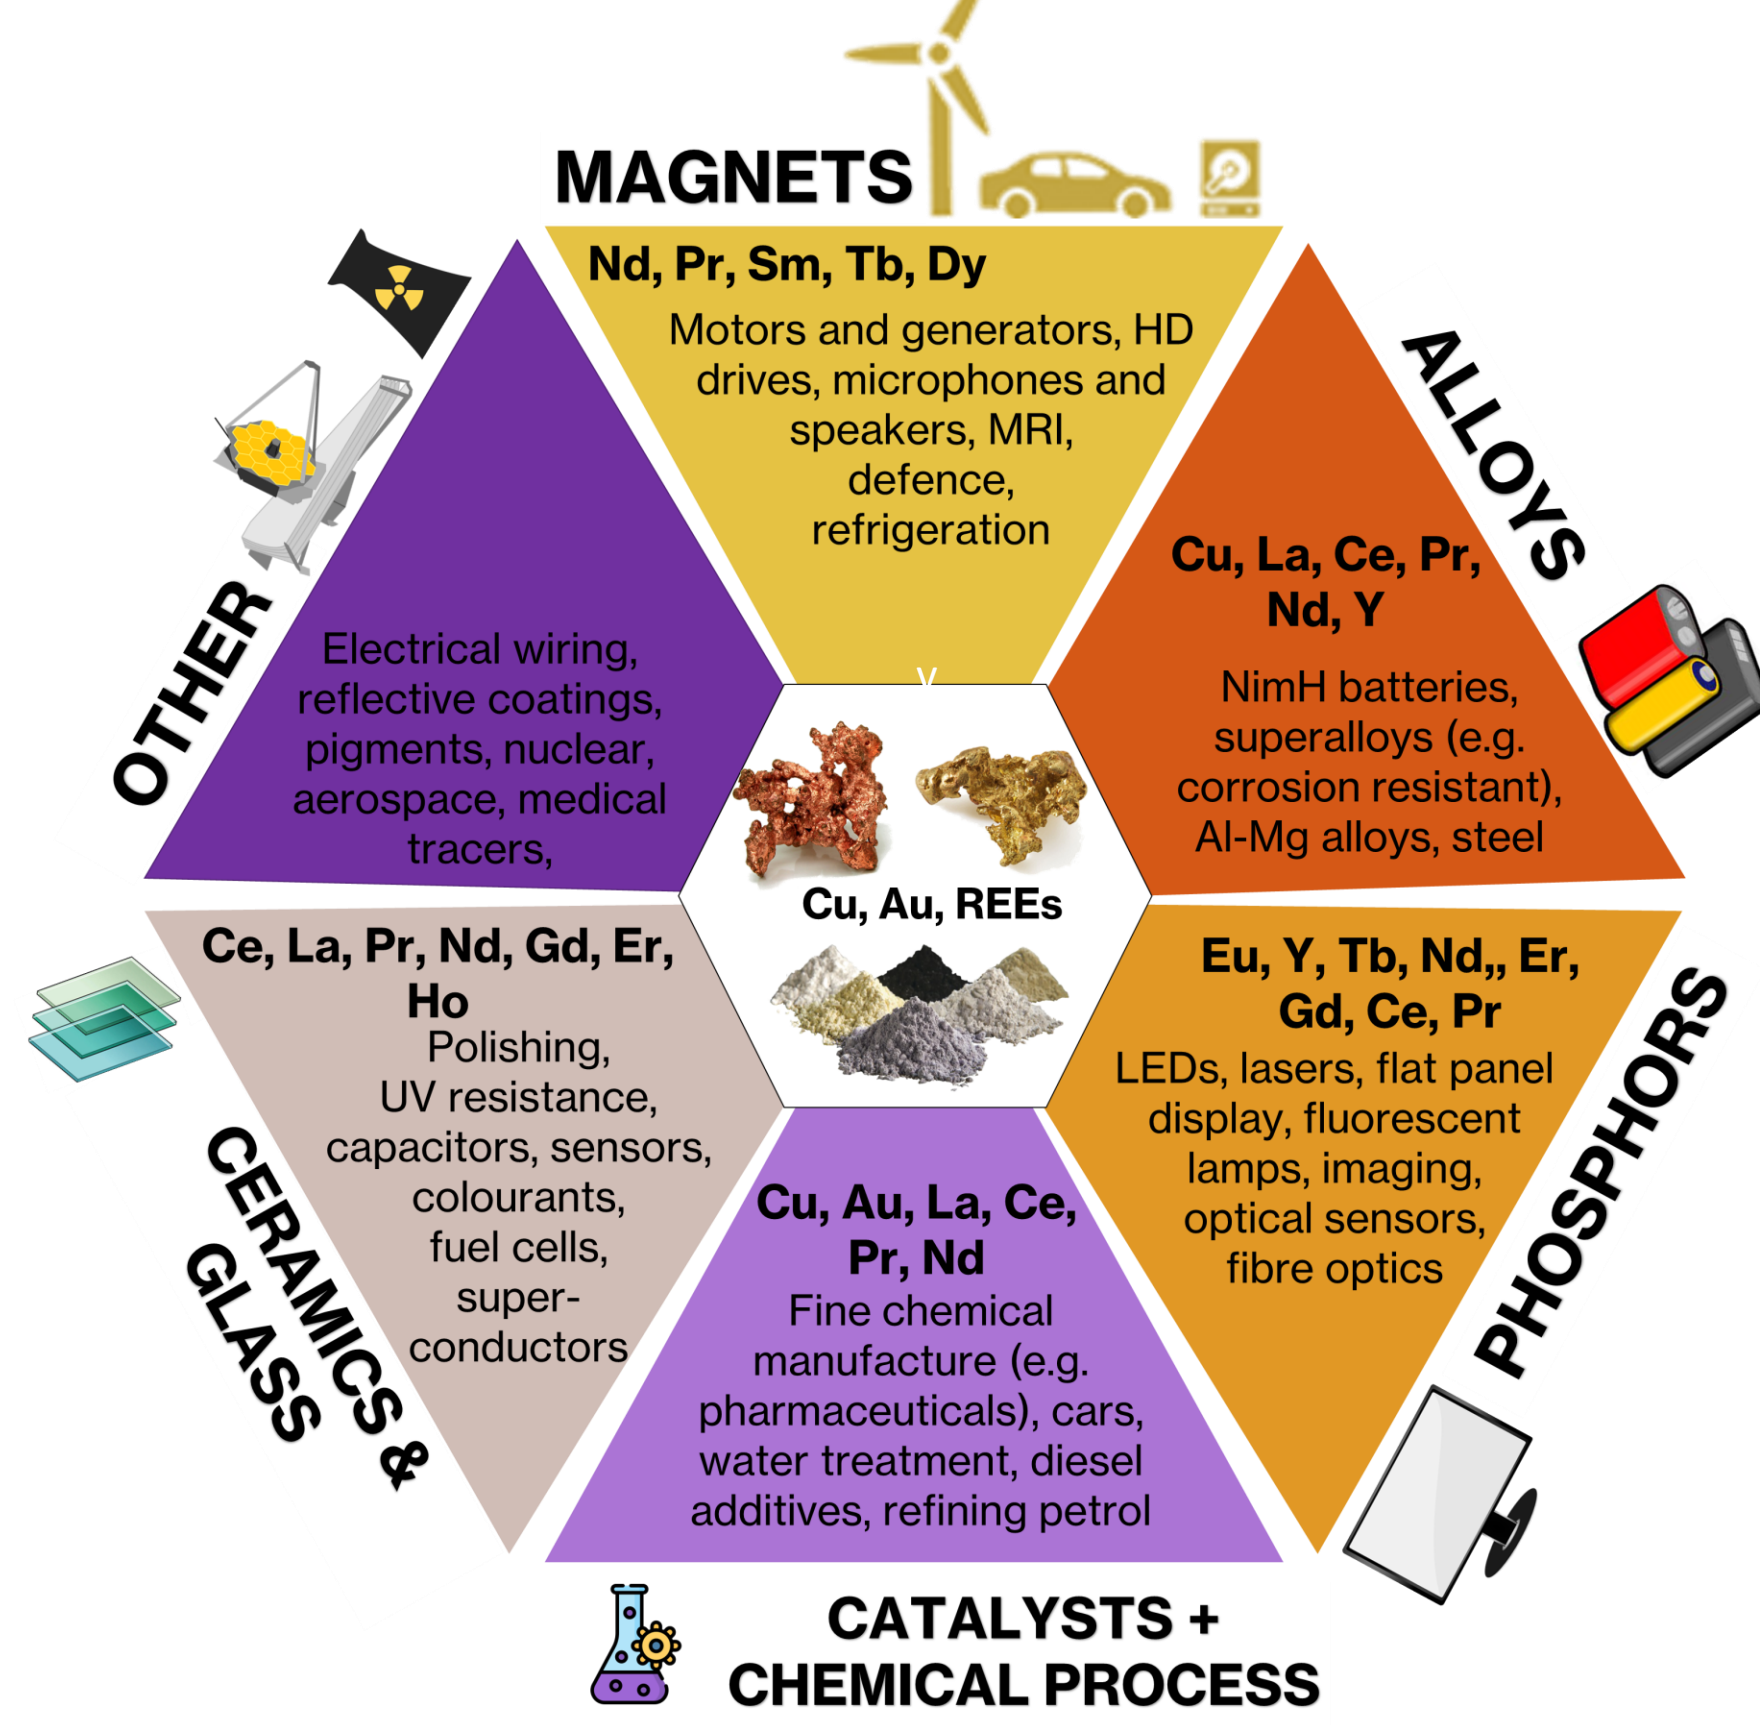 MAGNETS
Nd, Pr, Sm, Tb, Dy
Motors and generators, HD
drives, microphones and
speakers, MRI,
defence,
refrigeration
ALLOYS
Cu, La, Ce, Pr,
Nd, Y
NimH batteries,
superalloys (e.g.
corrosion resistant),
Al-Mg alloys, steel
OTHER
Electrical wiring,
reflective coatings,
pigments, nuclear,
aerospace, medical
tracers,
v
Cu, Au, REEs
CERAMICS &
GLASS
Ce, La, Pr, Nd, Gd, Er,
Ho
Polishing,
UV resistance,
capacitors, sensors,
colourants,
fuel cells,
super-
conductors
PHOSPHORS
Eu, Y, Tb, Nd,, Er,
Gd, Ce, Pr
LEDs, lasers, flat panel
display, fluorescent
lamps, imaging,
optical sensors,
fibre optics
Cu, Au, La, Ce,
Pr, Nd
Fine chemical
manufacture (e.g.
pharmaceuticals), cars,
water treatment, diesel
additives, refining petrol
CATALYSTS +
CHEMICAL PROCESS